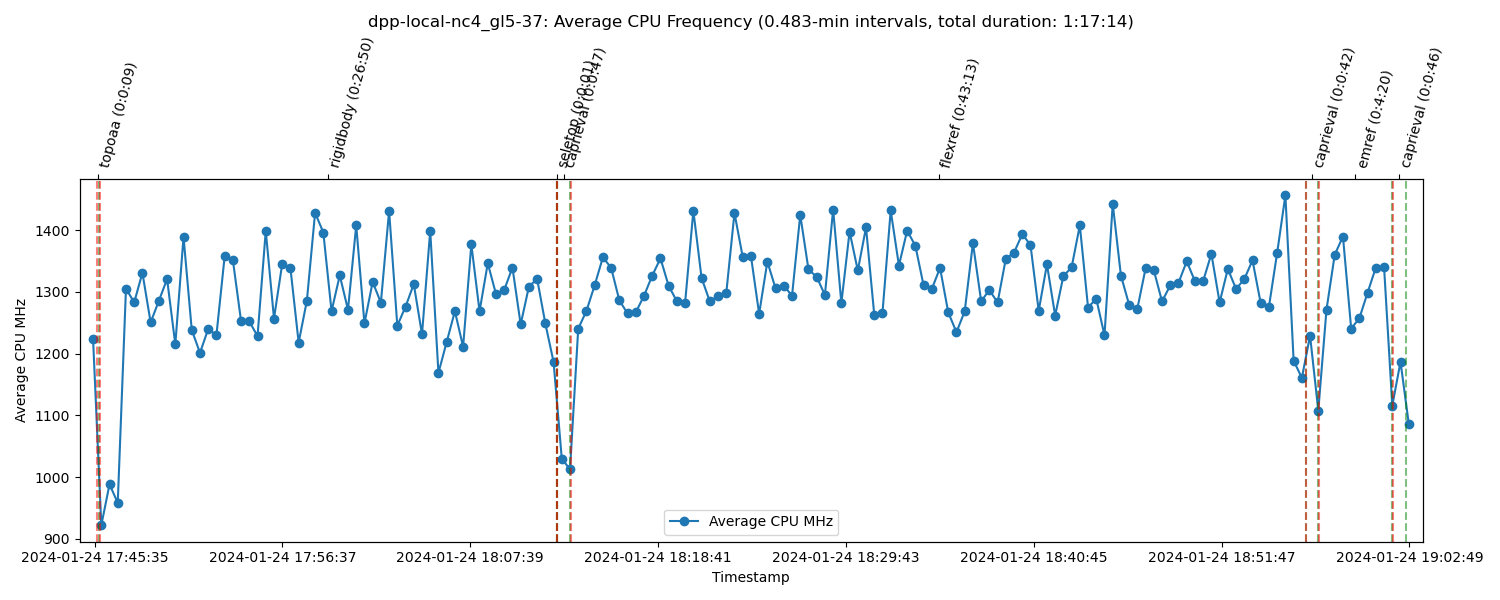 dpp-local-nc4_gl5-37: Average CPU Frequency (0.483-min intervals, total duration: 1:17:14)
topoaa (0:0:09)
rigidbody (0:26:50)
seletop (0:0:01)
caprieval (0:0:47)
flexref (0:43:13)
caprieval (0:0:42)
emref (0:4:20)
caprieval (0:0:46)
Average CPU MHz
1400
1300
1200
1100
1000
900
Average CPU MHz
2024-01-24 17:45:35
2024-01-24 17:56:37
2024-01-24 18:07:39
2024-01-24 18:18:41
2024-01-24 18:29:43
2024-01-24 18:40:45
2024-01-24 18:51:47
2024-01-24 19:02:49
Timestamp